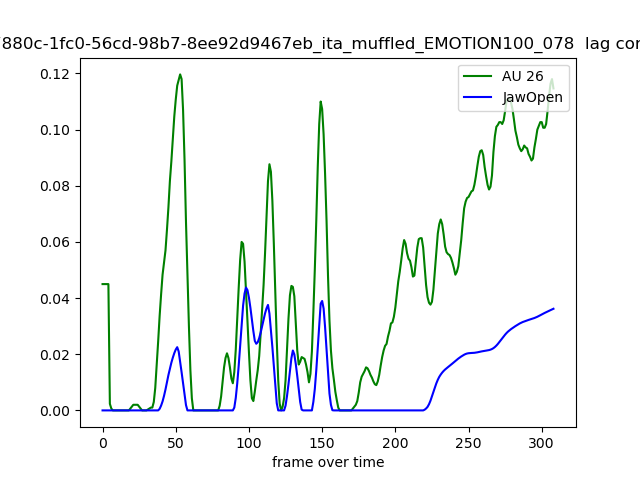 880c-1fc0-56cd-98b7-8ee92d9467eb_ita_muffled_EMOTION100_078 lag
AU 26
JawOpen
0.12
0.10
0.08
0.06
0.04
0.02
0.00
0 50 100 150 200 250 300
frame over time